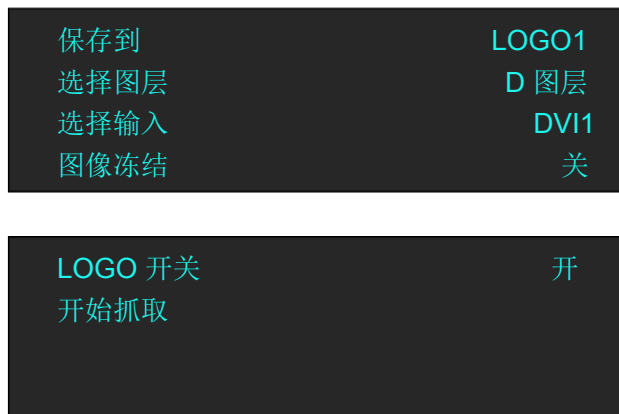 保存到 LOGO1
选择图层 D 图层
选择输入 DVI1
图像冻结 关
LOGO 开关 开
开始抓取